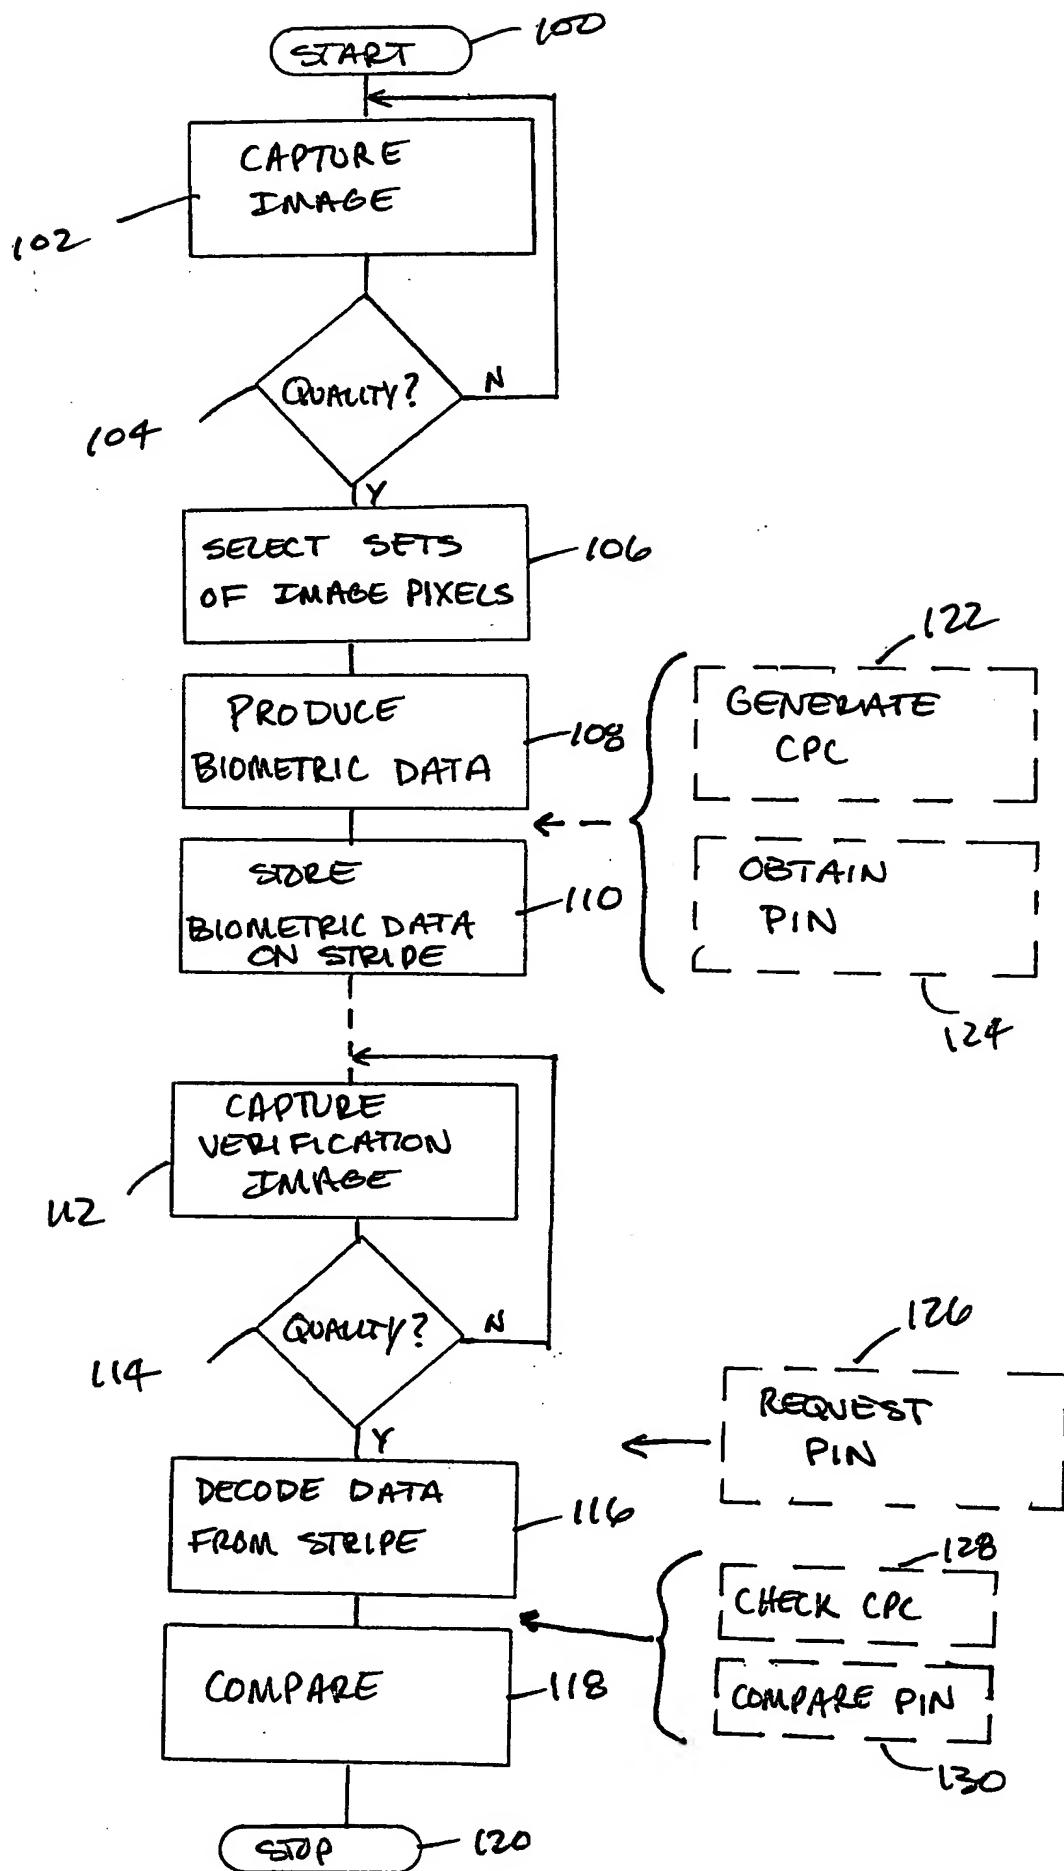 100
START
CAPTURE
IMAGE
102
QUALITY?
N
104
Y
SELECT SETS
OF IMAGE PIXELS
106
PRODUCE
BIOMETRIC DATA
108
122
GENERATE
CPC
STORE
BIOMETRIC DATA
ON STRIPE
110
OBTAIN
PIN
124
CAPTURE
VERIFICATION
IMAGE
112
QUALITY?
N
114
Y
126
REQUEST
PIN
DECODE DATA
FROM STRIPE
116
128
CHECK CPC
COMPARE
118
COMPARE PIN
130
STOP
120